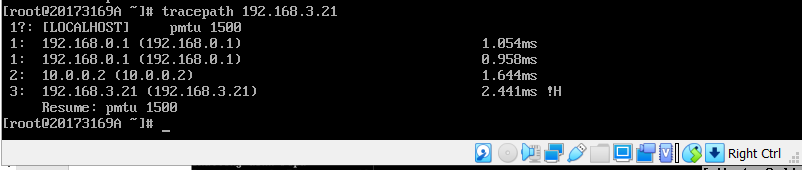 [root@20173169A ~]# tracepath 192.168.3.21
1?: [LOCALHOST] pmtu 1500
1: 192.168.0.1 (192.168.0.1) 1.054ms
1: 192.168.0.1 (192.168.0.1) 0.958ms
2: 10.0.0.2 (10.0.0.2) 1.644ms
3: 192.168.3.21 (192.168.3.21) 2.441ms !H
Resume: pmtu 1500
[root@20173169A ~]# _
Right Ctrl